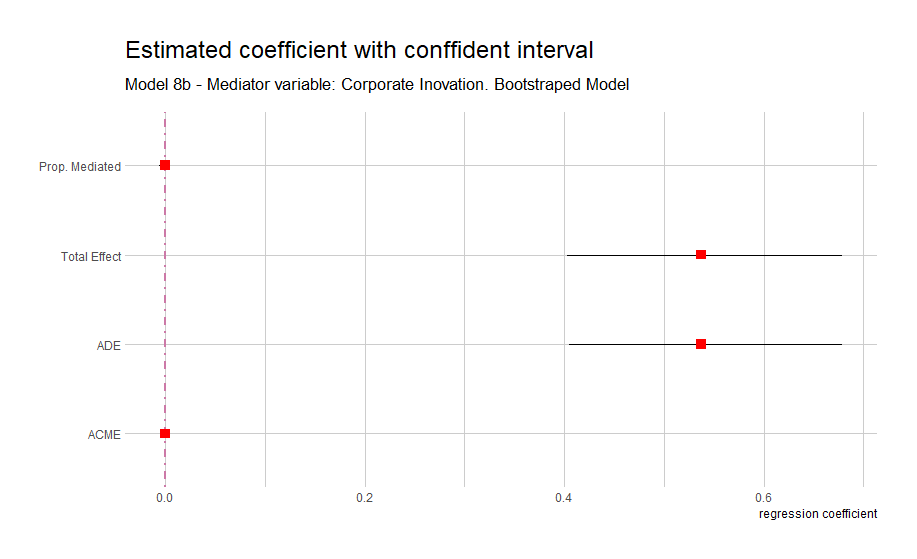 Estimated coefficient with conffident interval
Model 8b - Mediator variable: Corporate Inovation. Bootstraped Model
Prop. Mediated
Total Effect
ADE
ACME
0.0
0.2
0.4
0.6
regression coefficient